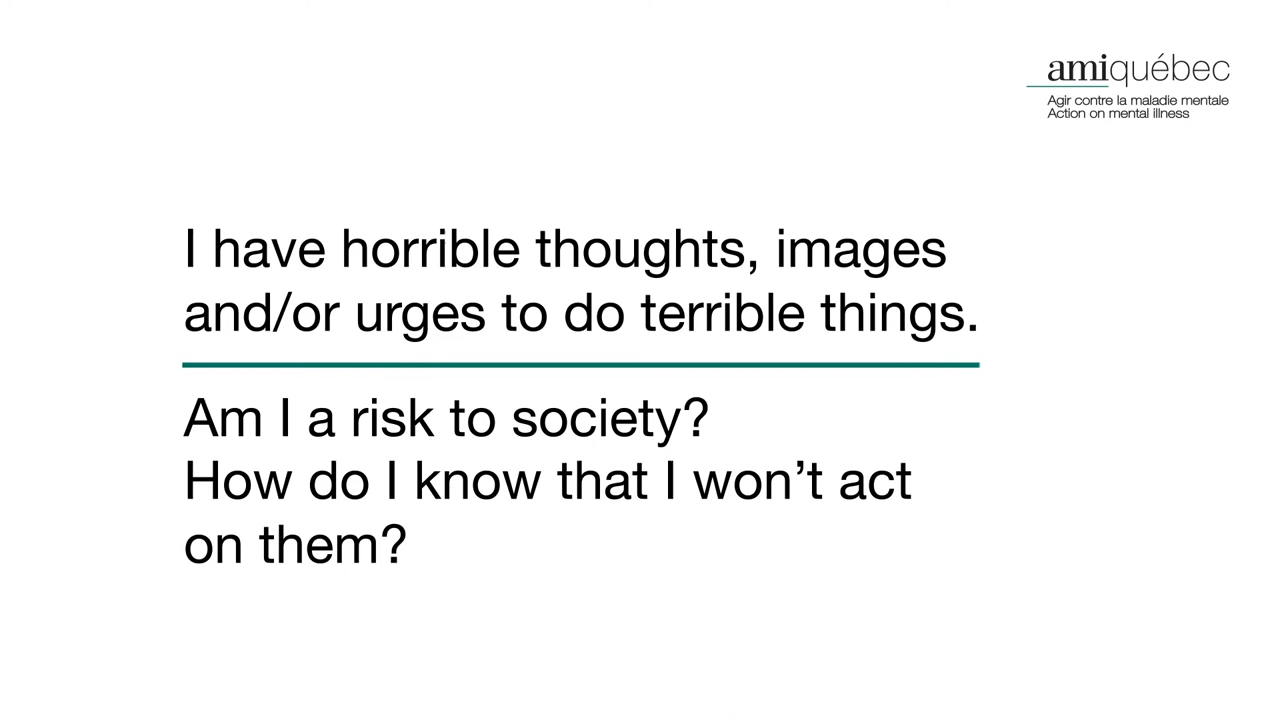 amiquébec
Agir contre la maladie mentale
Action on mental illness
I have horrible thoughts, images
and/or urges to do terrible things.
Am I a risk to society?
How do I know that I won’t act
on them?